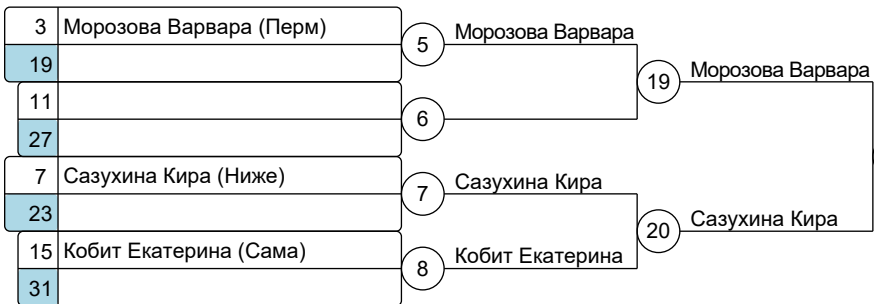 3 Морозова Варвара (Перм)
5 Морозова Варвара
19
19 Морозова Варвара
11
6
27
7 Сазухина Кира (Ниже)
7 Сазухина Кира
23
20 Сазухина Кира
15 Кобит Екатерина (Сама)
8 Кобит Екатерина
31